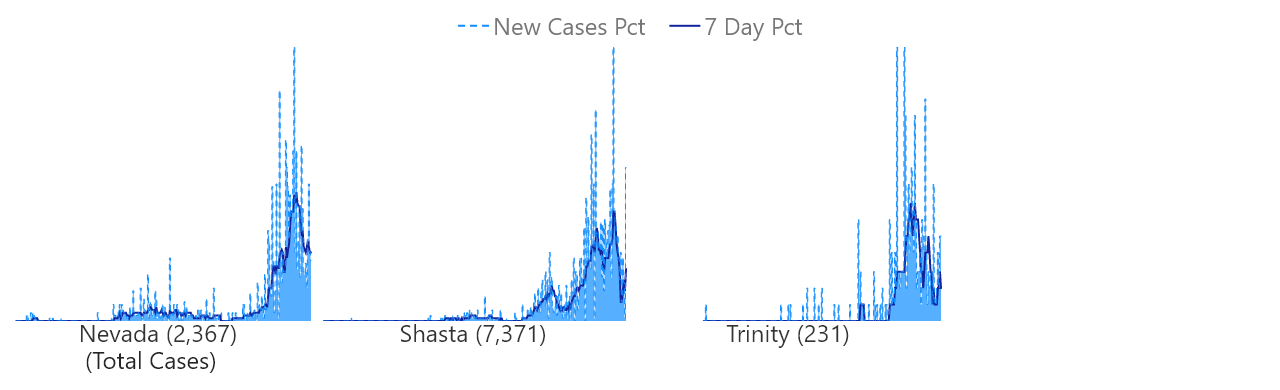 New Cases Pct 7 Day Pct
Nevada (2,367) Shasta (7,371) Trinity (231)
(Total Cases)